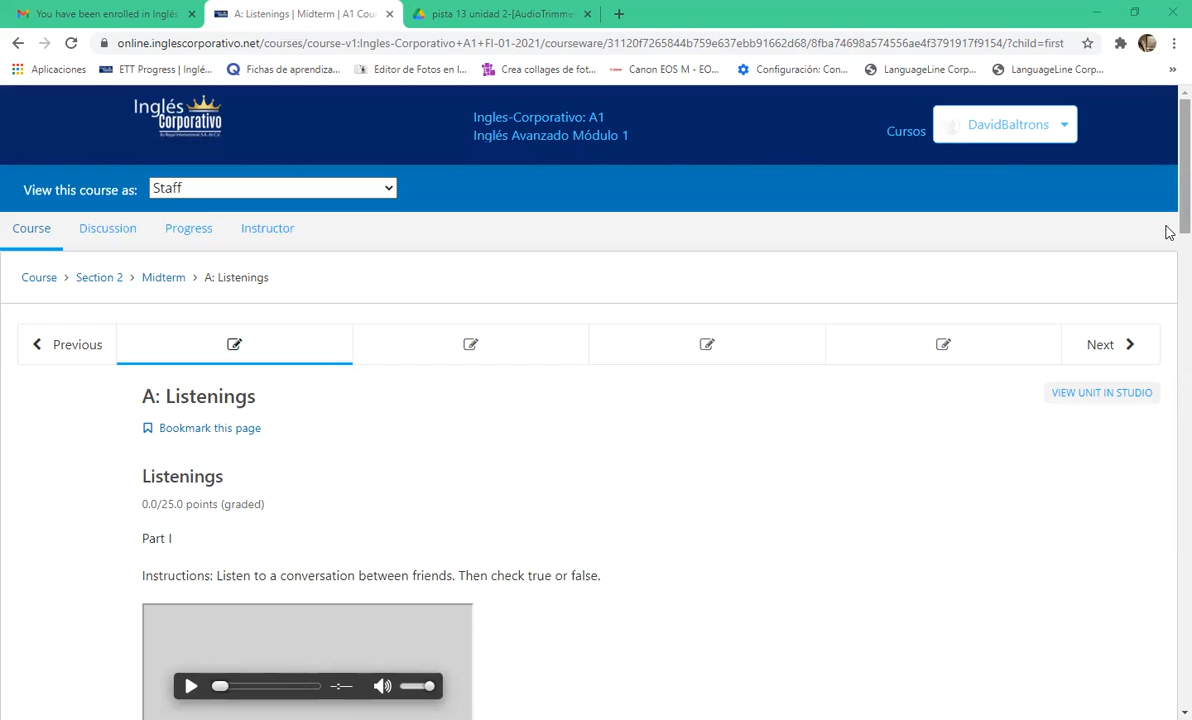 You have been enrolled in Inglés
A: Listenings | Midterm | A1 Cou
pista 13 unidad 2-[AudioTrimme
online.inglescorporativo.net/courses/course-v1:Ingles-Corporativo+A1+FI-01-2021/courseware/31120f7265844b759e637ebb91662d68/8fba74698a574556ae4f3791917f9154/?child=first
Aplicaciones
ETT Progress | Inglé...
Fichas de aprendiza...
Editor de Fotos en l...
Crea collages de fot...
Canon EOS M - EO...
Configuración: Con...
LanguageLine Corp...
LanguageLine Corp...
»
Inglés
Corporativo
Ingles-Corporativo: A1
Inglés Avanzado Módulo 1
Cursos
DavidBaltrons
View this course as:
Staff
Course
Discussion
Progress
Instructor
Course > Section 2 > Midterm > A: Listenings
Previous
Next
A: Listenings
VIEW UNIT IN STUDIO
Bookmark this page
Listenings
0.0/25.0 points (graded)
Part I
Instructions: Listen to a conversation between friends. Then check true or false.
-:--